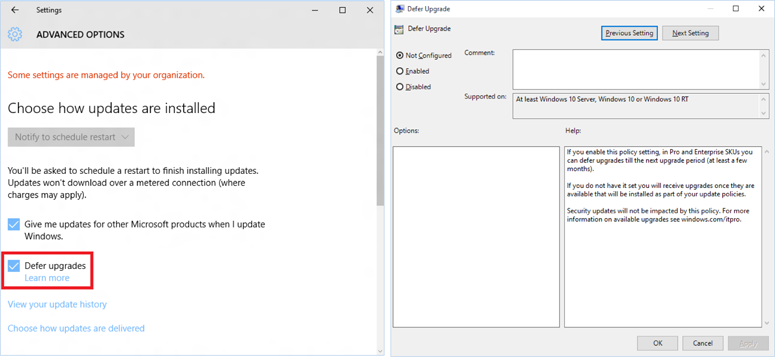 Settings
ADVANCED OPTIONS
Some settings are managed by your organization.
Choose how updates are installed
Notify to schedule restart
You'll be asked to schedule a restart to finish installing updates.
Updates won't download over a metered connection (where
charges may apply).
Give me updates for other Microsoft products when I update
Windows.
Defer upgrades
Learn more
View your update history
Choose how updates are delivered
Defer Upgrade
Defer Upgrade
Previous Setting
Next Setting
Not Configured
Comment:
Enabled
Disabled
Supported on:
At least Windows 10 Server, Windows 10 or Windows 10 RT
Options:
Help:
If you enable this policy setting, in Pro and Enterprise SKUs you
can defer upgrades till the next upgrade period (at least a few
months).
If you do not have it set you will receive upgrades once they are
available that will be installed as part of your update policies.
Security updates will not be impacted by this policy. For more
information on available upgrades see windows.com/itpro.
OK
Cancel
Apply